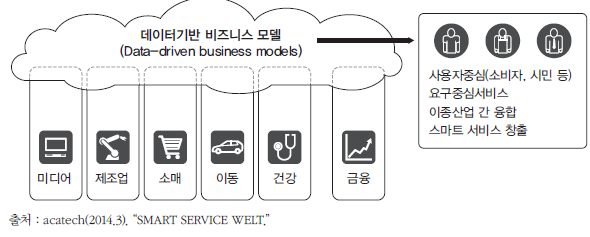 데이터기반 비즈니스 모델
(Data-driven business models)
사용자중심(소비자, 시민 등)
요구중심서비스
이종산업 간 융합
스마트 서비스 창출
미디어
제조업
소매
이동
건강
금융
출처 : acatech(2014.3). “SMART SERVICE WELT.”